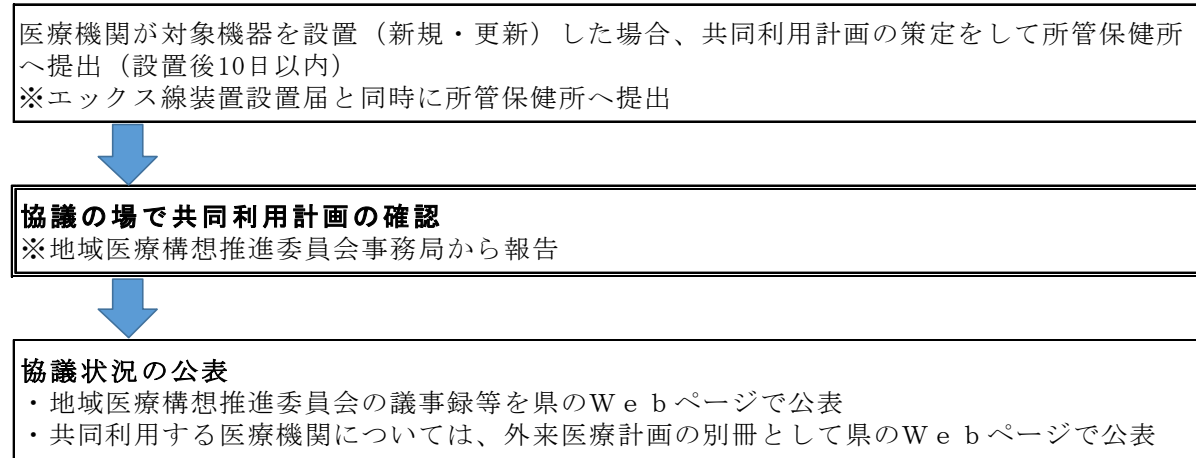 医療機関が対象機器を設置（新規・更新）した場合、共同利用計画の策定をして所管保健所
へ提出（設置後10日以内）
※エックス線装置設置届と同時に所管保健所へ提出
協議の場で共同利用計画の確認
※地域医療構想推進委員会事務局から報告
協議状況の公表
・地域医療構想推進委員会の議事録等を県のＷｅｂページで公表
・共同利用する医療機関については、外来医療計画の別冊として県のＷｅｂページで公表